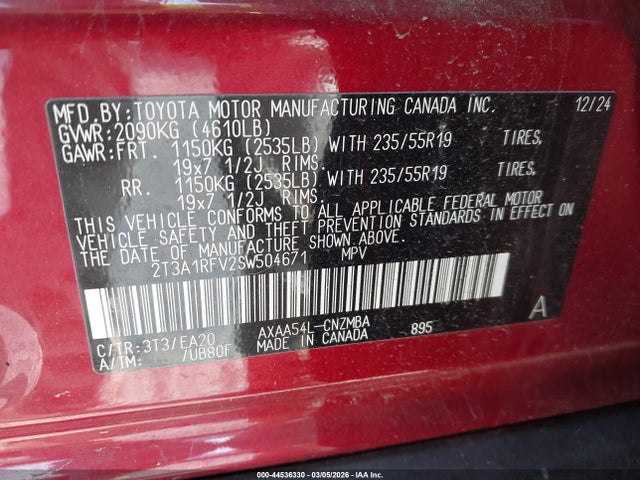 MFD.BY:TOYOTA MOTOR MANUFACTURING CANADA INC. 12/24
GVWR:2090KG (4610LB)
GAWR:FRT. 1150KG (2535LB) WITH 235/55R19 TIRES,
19x7 1/2J RIMS.
RR. 1150KG (2535LB) WITH 235/55R19 TIRES,
19x7 1/2J RIMS.
THIS VEHICLE CONFORMS TO ALL APPLICABLE FEDERAL MOTOR
VEHICLE SAFETY AND THEFT PREVENTION STANDARDS IN EFFECT ON
THE DATE OF MANUFACTURE SHOWN ABOVE.
2T3A1RFV2SW504671 MPV
A
C/TR:3T3/EA20 AXAA54L-CNZMBA 895
A/TM: /UB80F MADE IN CANADA
000-44536330 - 03/05/2026 - IAA Inc.